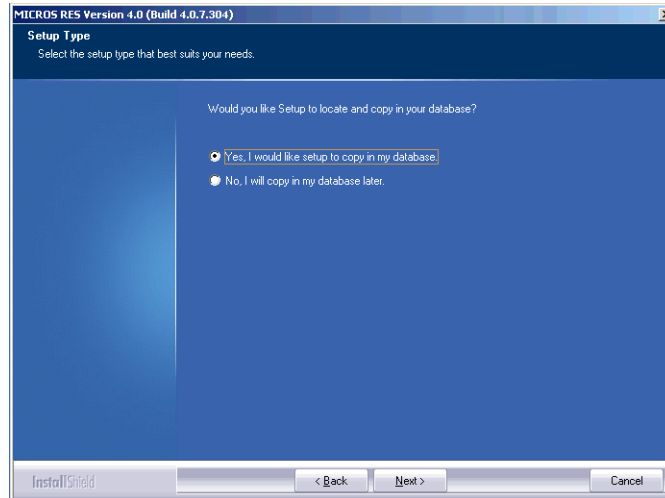 MICROS RES Version 4.0 (Build 4.0.7.304)
Setup Type
Select the setup type that best suits your needs.
Would you like Setup to locate and copy in your database?
Yes, I would like setup to copy in my database.
No, I will copy in my database later.
InstallShield
< Back
Next >
Cancel